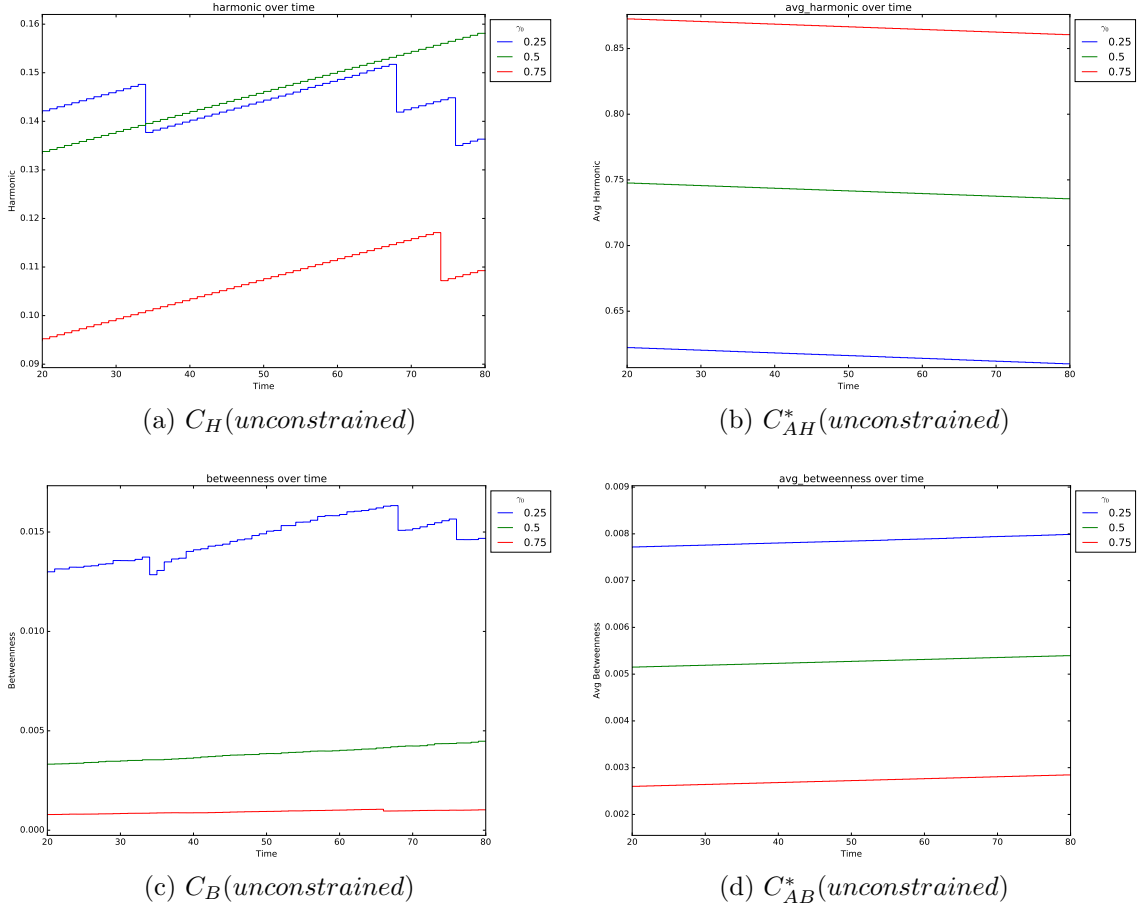 harmonic over time
0.16
0.15
0.14
0.13
0.12
0.11
0.10
0.09
Harmonic
20 30 40 50 60 70 80
Time
γ₀
0.25
0.5
0.75
(a) C_H(unconstrained)
avg_harmonic over time
0.85
0.75
0.70
0.65
Avg Harmonic
20 30 40 50 60 70 80
Time
γ₀
0.25
0.5
0.75
(b) C*_AH(unconstrained)
betweenness over time
0.015
0.010
0.005
0.000
Betweenness
20 30 40 50 60 70 80
Time
γ₀
0.25
0.5
0.75
(c) C_B(unconstrained)
avg_betweenness over time
0.009
0.008
0.007
0.006
0.005
0.004
0.003
0.002
Avg Betweenness
20 30 40 50 60 70 80
Time
γ₀
0.25
0.5
0.75
(d) C*_AB(unconstrained)